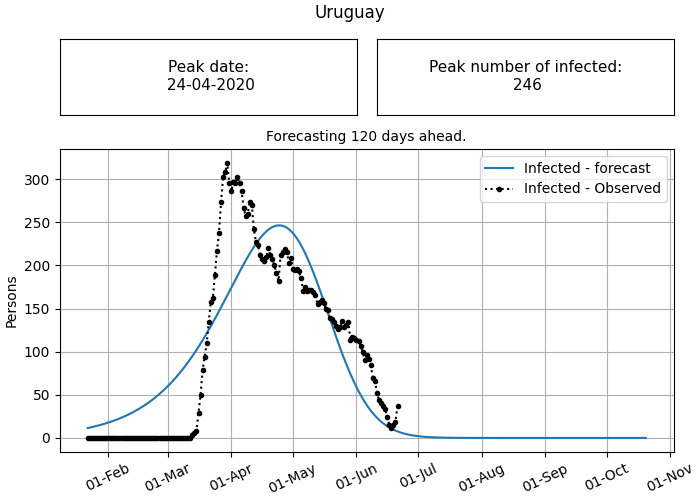 Uruguay
Peak date:
24-04-2020
Peak number of infected:
246
Forecasting 120 days ahead.
Infected - forecast
Infected - Observed
300
250
200
150
100
50
0
Persons
01-Feb
01-Mar
01-Apr
01-May
01-Jun
01-Jul
01-Aug
01-Sep
01-Oct
01-Nov